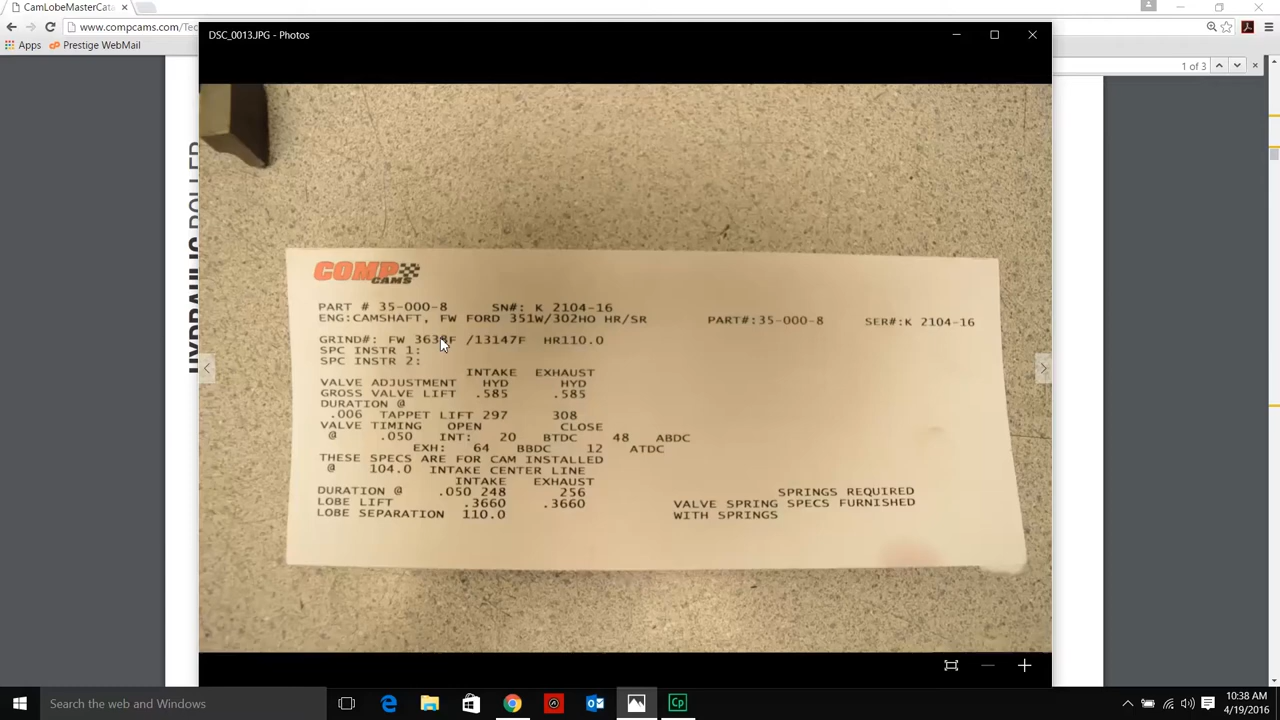 CamLobeMasterCata
www.compcams.com/Tec
Apps Prestige WebMail
DSC_0013.JPG - Photos
1 of 3
HYDRAULIC ROLLER
COMP
CAMS
PART # 35-000-8 SN#: K 2104-16
ENG:CAMSHAFT, FW FORD 351W/302HO HR/SR
PART#:35-000-8 SER#:K 2104-16
GRIND#: FW 3638F /13147F HR110.0
SPC INSTR 1:
SPC INSTR 2:
INTAKE EXHAUST
VALVE ADJUSTMENT HYD HYD
GROSS VALVE LIFT .585 .585
DURATION @
.006 TAPPET LIFT 297 308
VALVE TIMING OPEN CLOSE
@ .050 INT: 20 BTDC 48 ABDC
EXH: 64 BBDC 12 ATDC
THESE SPECS ARE FOR CAM INSTALLED
@ 104.0 INTAKE CENTER LINE
INTAKE EXHAUST
DURATION @ .050 248 256
LOBE LIFT .3660 .3660
LOBE SEPARATION 110.0
SPRINGS REQUIRED
VALVE SPRING SPECS FURNISHED
WITH SPRINGS
Search the web and Windows
Cp
10:38 AM
4/19/2016